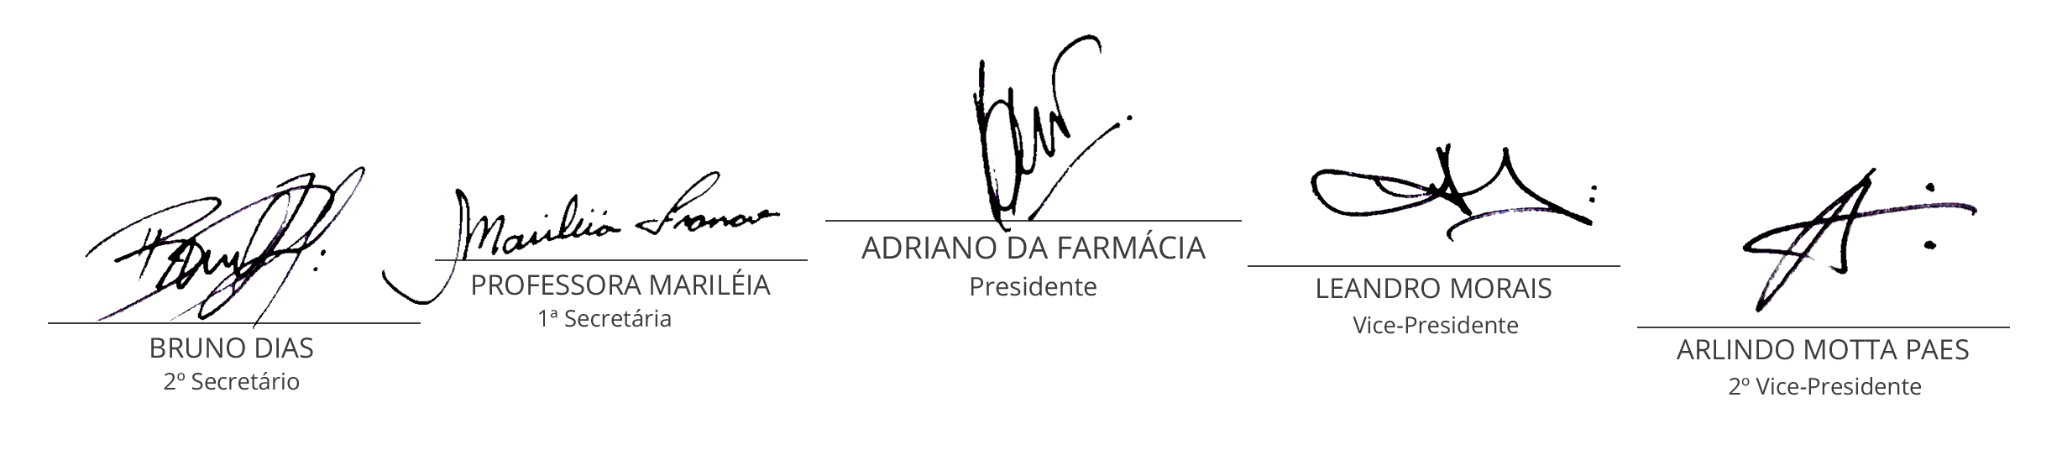 BRUNO DIAS
2º Secretário
Mariléia Franco
PROFESSORA MARILÉIA
1ª Secretária
ADRIANO DA FARMÁCIA
Presidente
LEANDRO MORAIS
Vice-Presidente
ARLINDO MOTTA PAES
2º Vice-Presidente